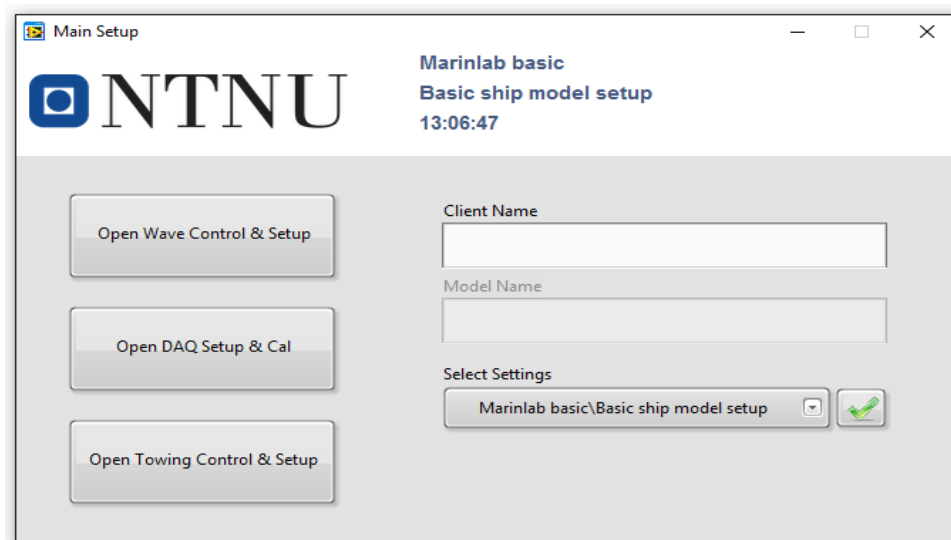 Main Setup
NTNU
Marinlab basic
Basic ship model setup
13:06:47
Open Wave Control & Setup
Open DAQ Setup & Cal
Open Towing Control & Setup
Client Name
Model Name
Select Settings
Marinlab basic\Basic ship model setup